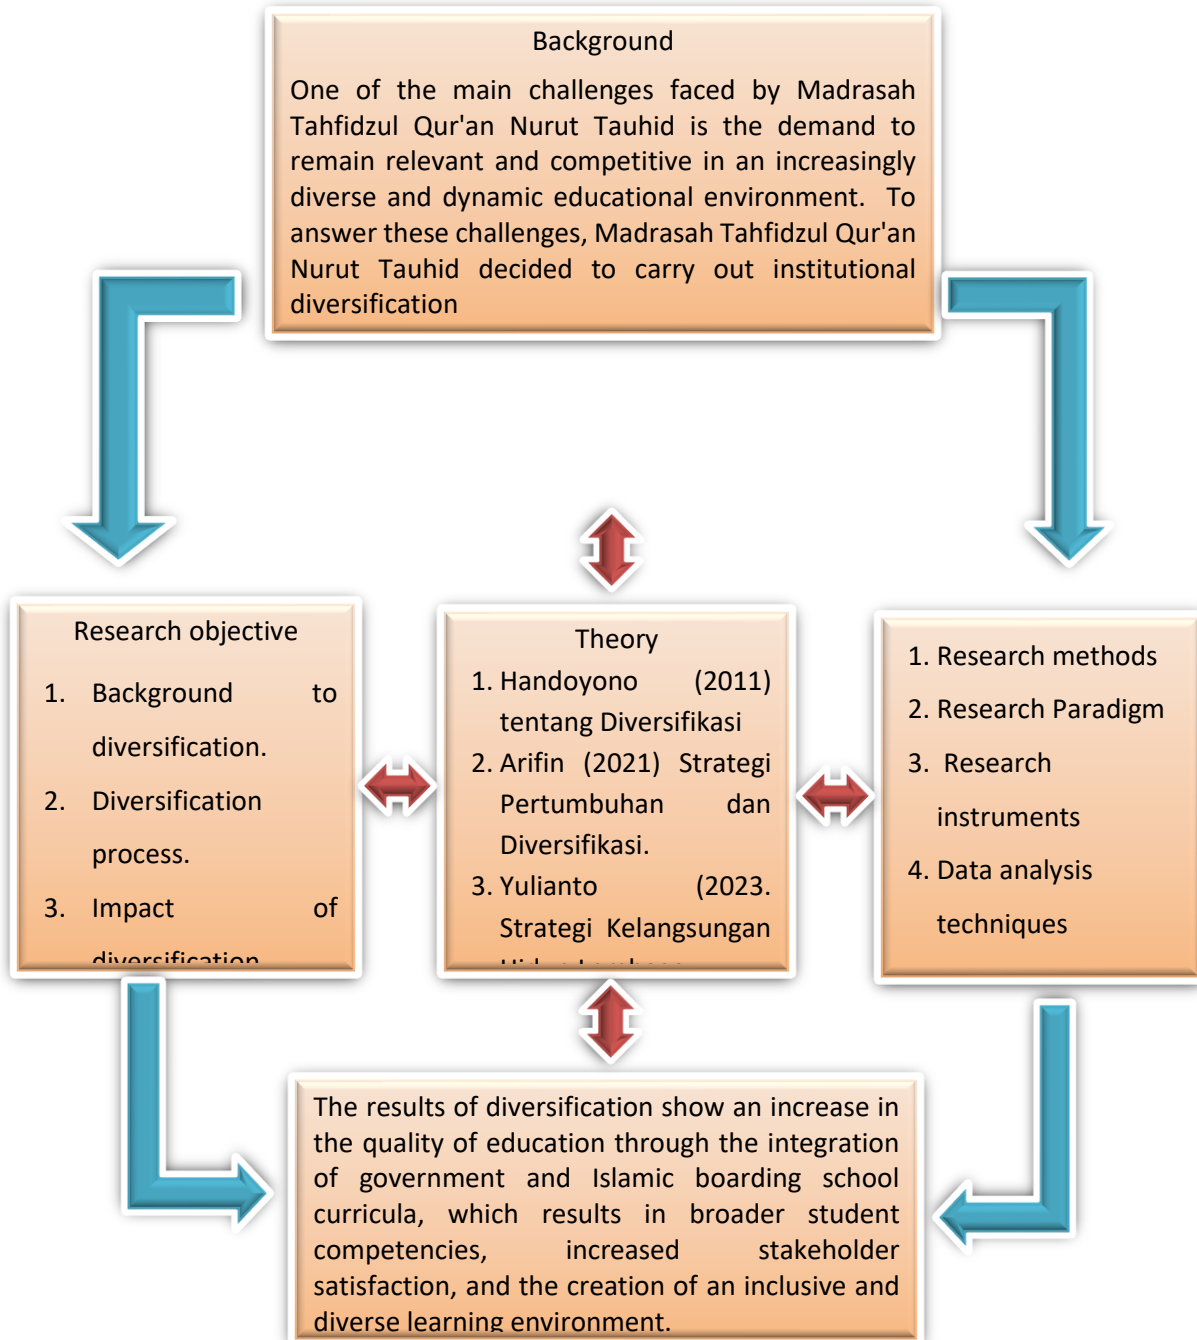 Background
One of the main challenges faced by Madrasah
Tahfidzul Qur'an Nurut Tauhid is the demand to
remain relevant and competitive in an increasingly
diverse and dynamic educational environment. To
answer these challenges, Madrasah Tahfidzul Qur'an
Nurut Tauhid decided to carry out institutional
diversification
Research objective
1. Background to
diversification.
2. Diversification
process.
3. Impact of
diversification
Theory
1. Handoyono (2011)
tentang Diversifikasi
2. Arifin (2021) Strategi
Pertumbuhan dan
Diversifikasi.
3. Yulianto (2023.
Strategi Kelangsungan
1. Research methods
2. Research Paradigm
3. Research
instruments
4. Data analysis
techniques
The results of diversification show an increase in
the quality of education through the integration
of government and Islamic boarding school
curricula, which results in broader student
competencies, increased stakeholder
satisfaction, and the creation of an inclusive and
diverse learning environment.